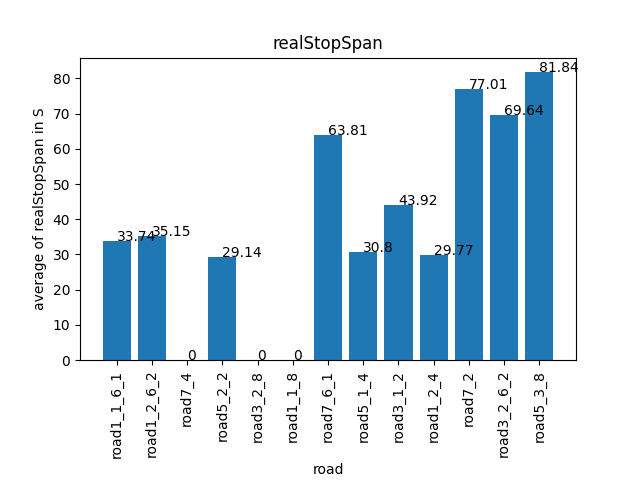 realStopSpan
average of realStopSpan in S
80
70
60
50
40
30
20
10
0
33.74
35.15
0
29.14
0
0
63.81
30.8
43.92
29.77
77.01
69.64
81.84
road1_1_6_1
road1_2_6_2
road7_4
road5_2_2
road3_2_8
road1_1_8
road7_6_1
road5_1_4
road3_1_2
road1_2_4
road7_2
road3_2_6_2
road5_3_8
road